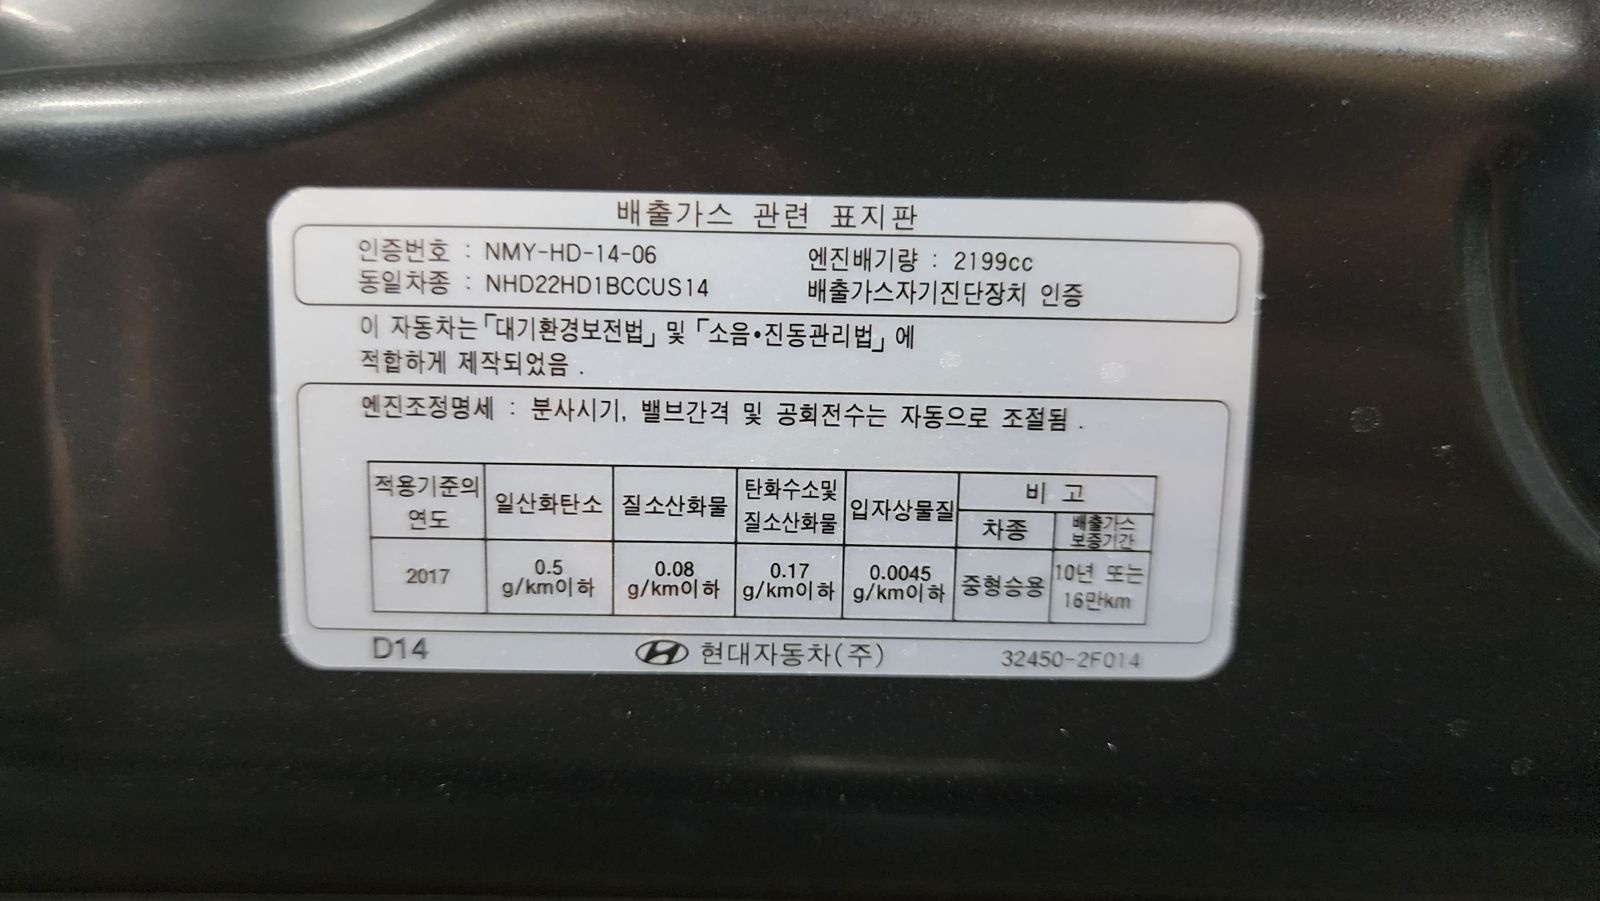 배출가스 관련 표지판
인증번호 : NMY-HD-14-06 엔진배기량 : 2199cc
동일차종 : NHD22HD1BCCUS14 배출가스자기진단장치 인증
이 자동차는「대기환경보전법」및「소음•진동관리법」에
적합하게 제작되었음 .
엔진조정명세 : 분사시기, 밸브간격 및 공회전수는 자동으로 조절됨 .
적용기준의 연도 일산화탄소 질소산화물 탄화수소및 질소산화물 입자상물질 비 고
차종 배출가스 보증기간
2017 0.5 g/km이하 0.08 g/km이하 0.17 g/km이하 0.0045 g/km이하 중형승용 10년 또는 16만km
D14 현대자동차(주) 32450-2F014